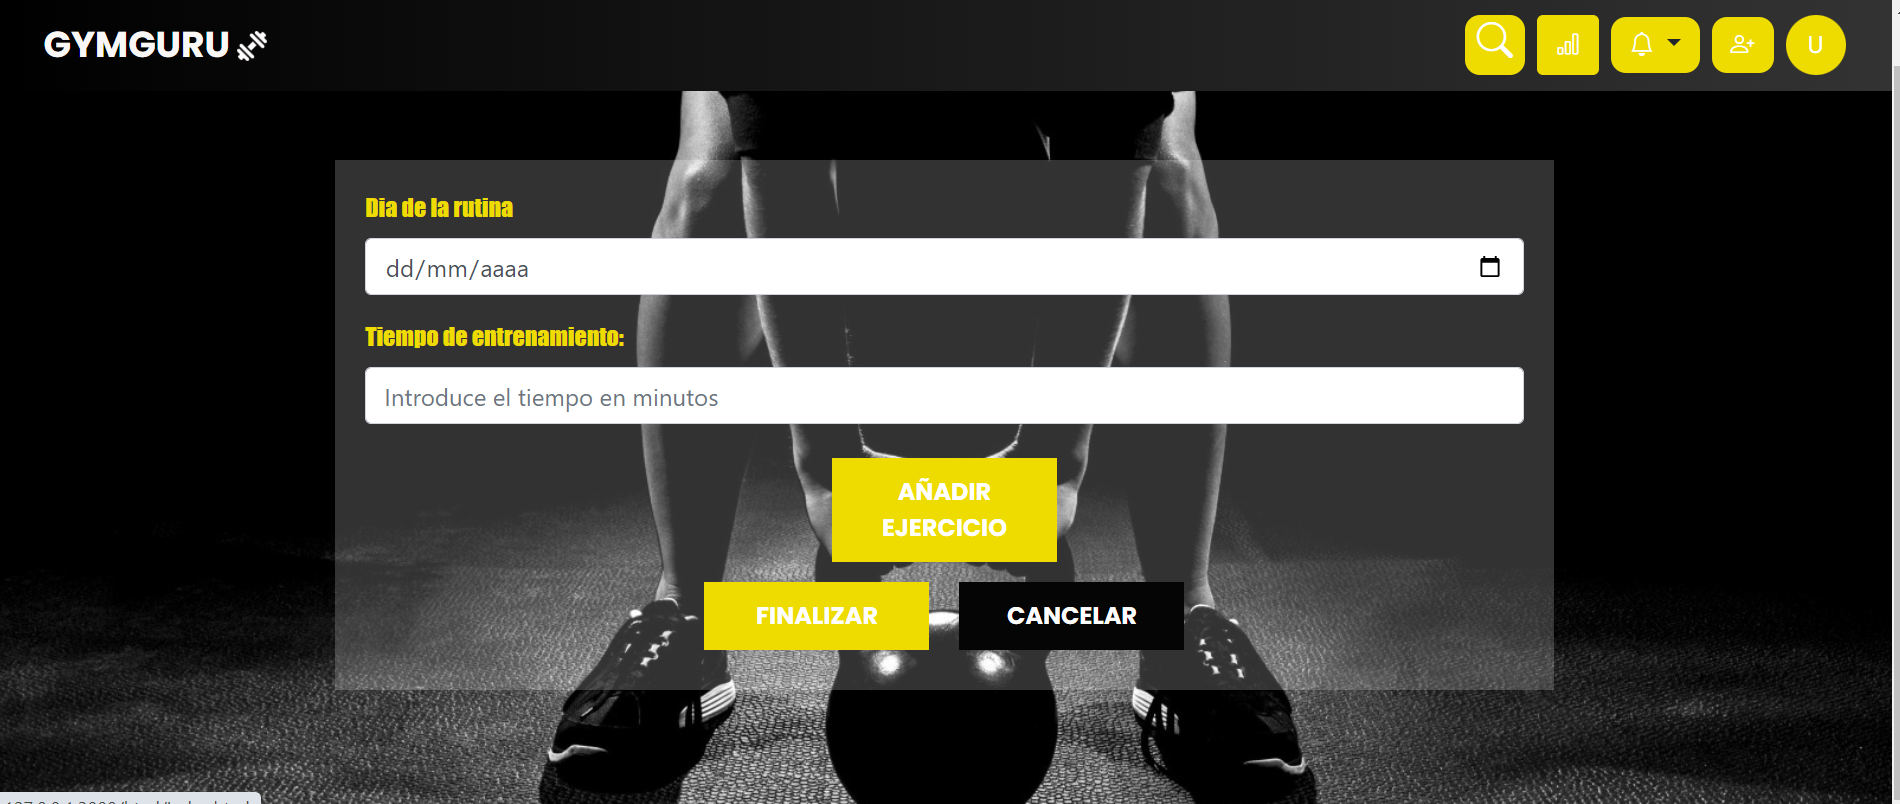 GYMGURU
U
Dia de la rutina
dd/mm/aaaa
Tiempo de entrenamiento:
Introduce el tiempo en minutos
AÑADIR
EJERCICIO
FINALIZAR
CANCELAR